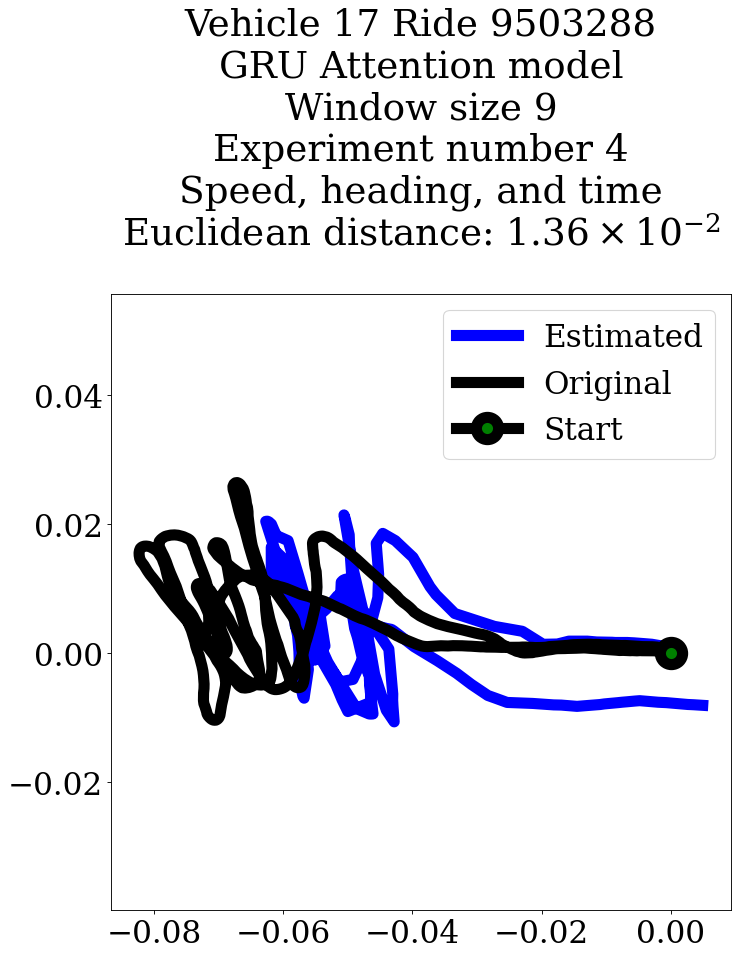 Vehicle 17 Ride 9503288
GRU Attention model
Window size 9
Experiment number 4
Speed, heading, and time
Euclidean distance: 1.36 × 10⁻²
Estimated
Original
Start
0.04
0.02
0.00
−0.02
−0.08 −0.06 −0.04 −0.02 0.00